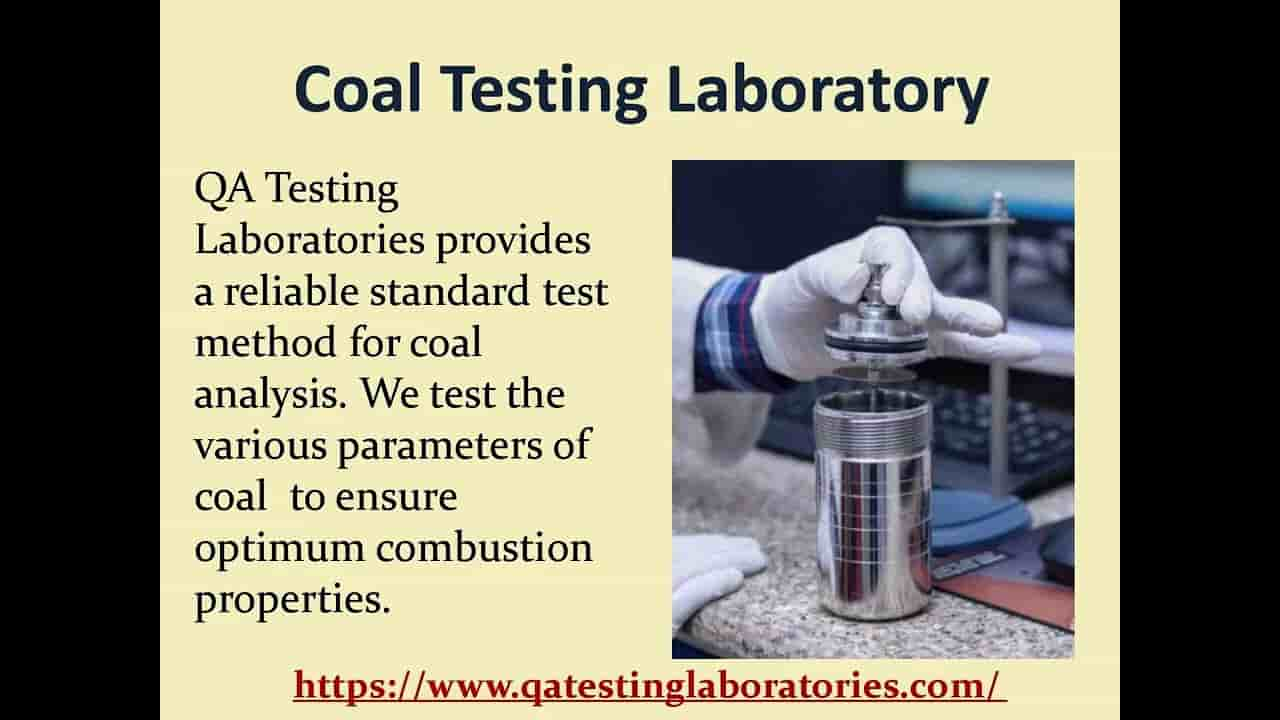 Coal Testing Laboratory
QA Testing
Laboratories provides
a reliable standard test
method for coal
analysis. We test the
various parameters of
coal  to ensure
optimum combustion
properties.
https://www.qatestinglaboratories.com/